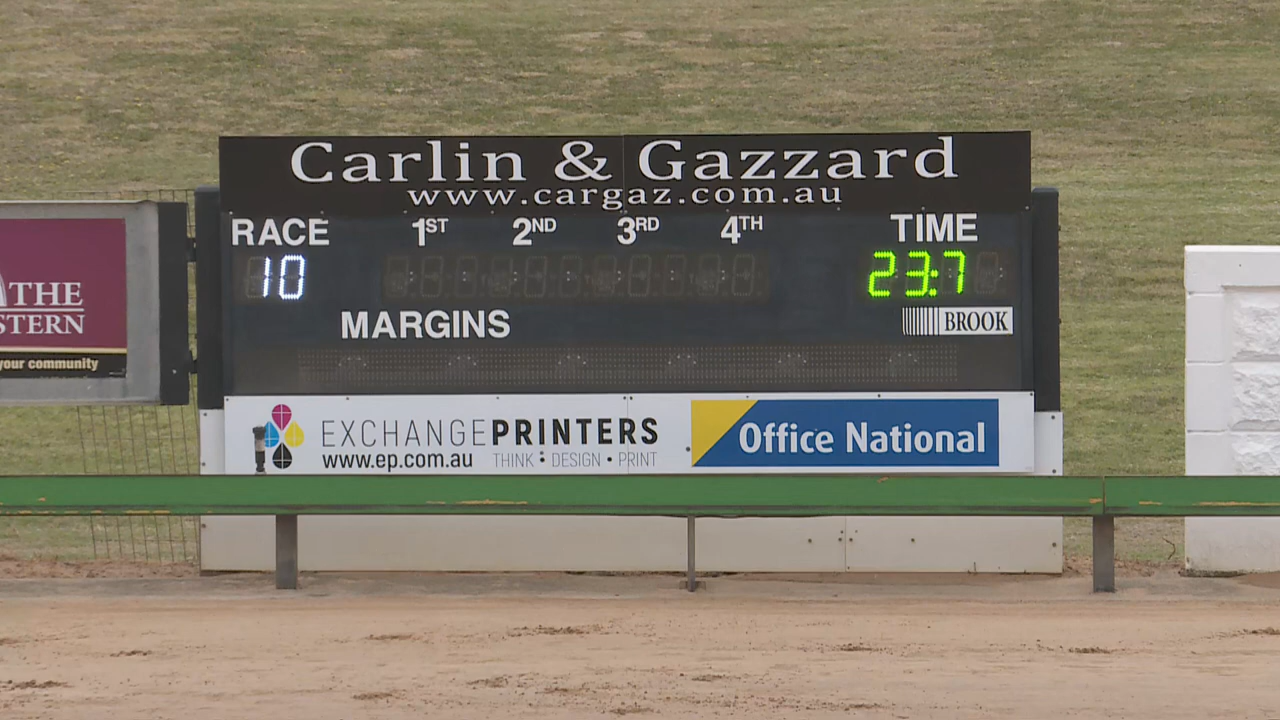 Carlin & Gazzard
www.cargaz.com.au
RACE 1ST 2ND 3RD 4TH TIME
10 23:7
MARGINS
BROOK
THE
STERN
your community
EXCHANGEPRINTERS
www.ep.com.au THINK • DESIGN • PRINT
Office National